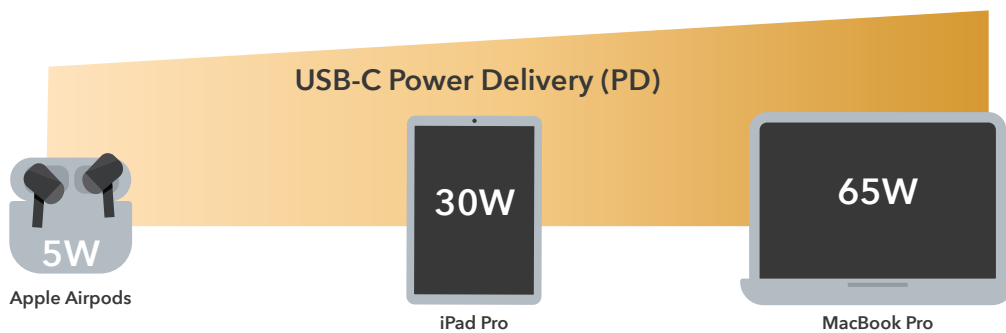 USB-C Power Delivery (PD)
5W
30W
65W
Apple Airpods
iPad Pro
MacBook Pro